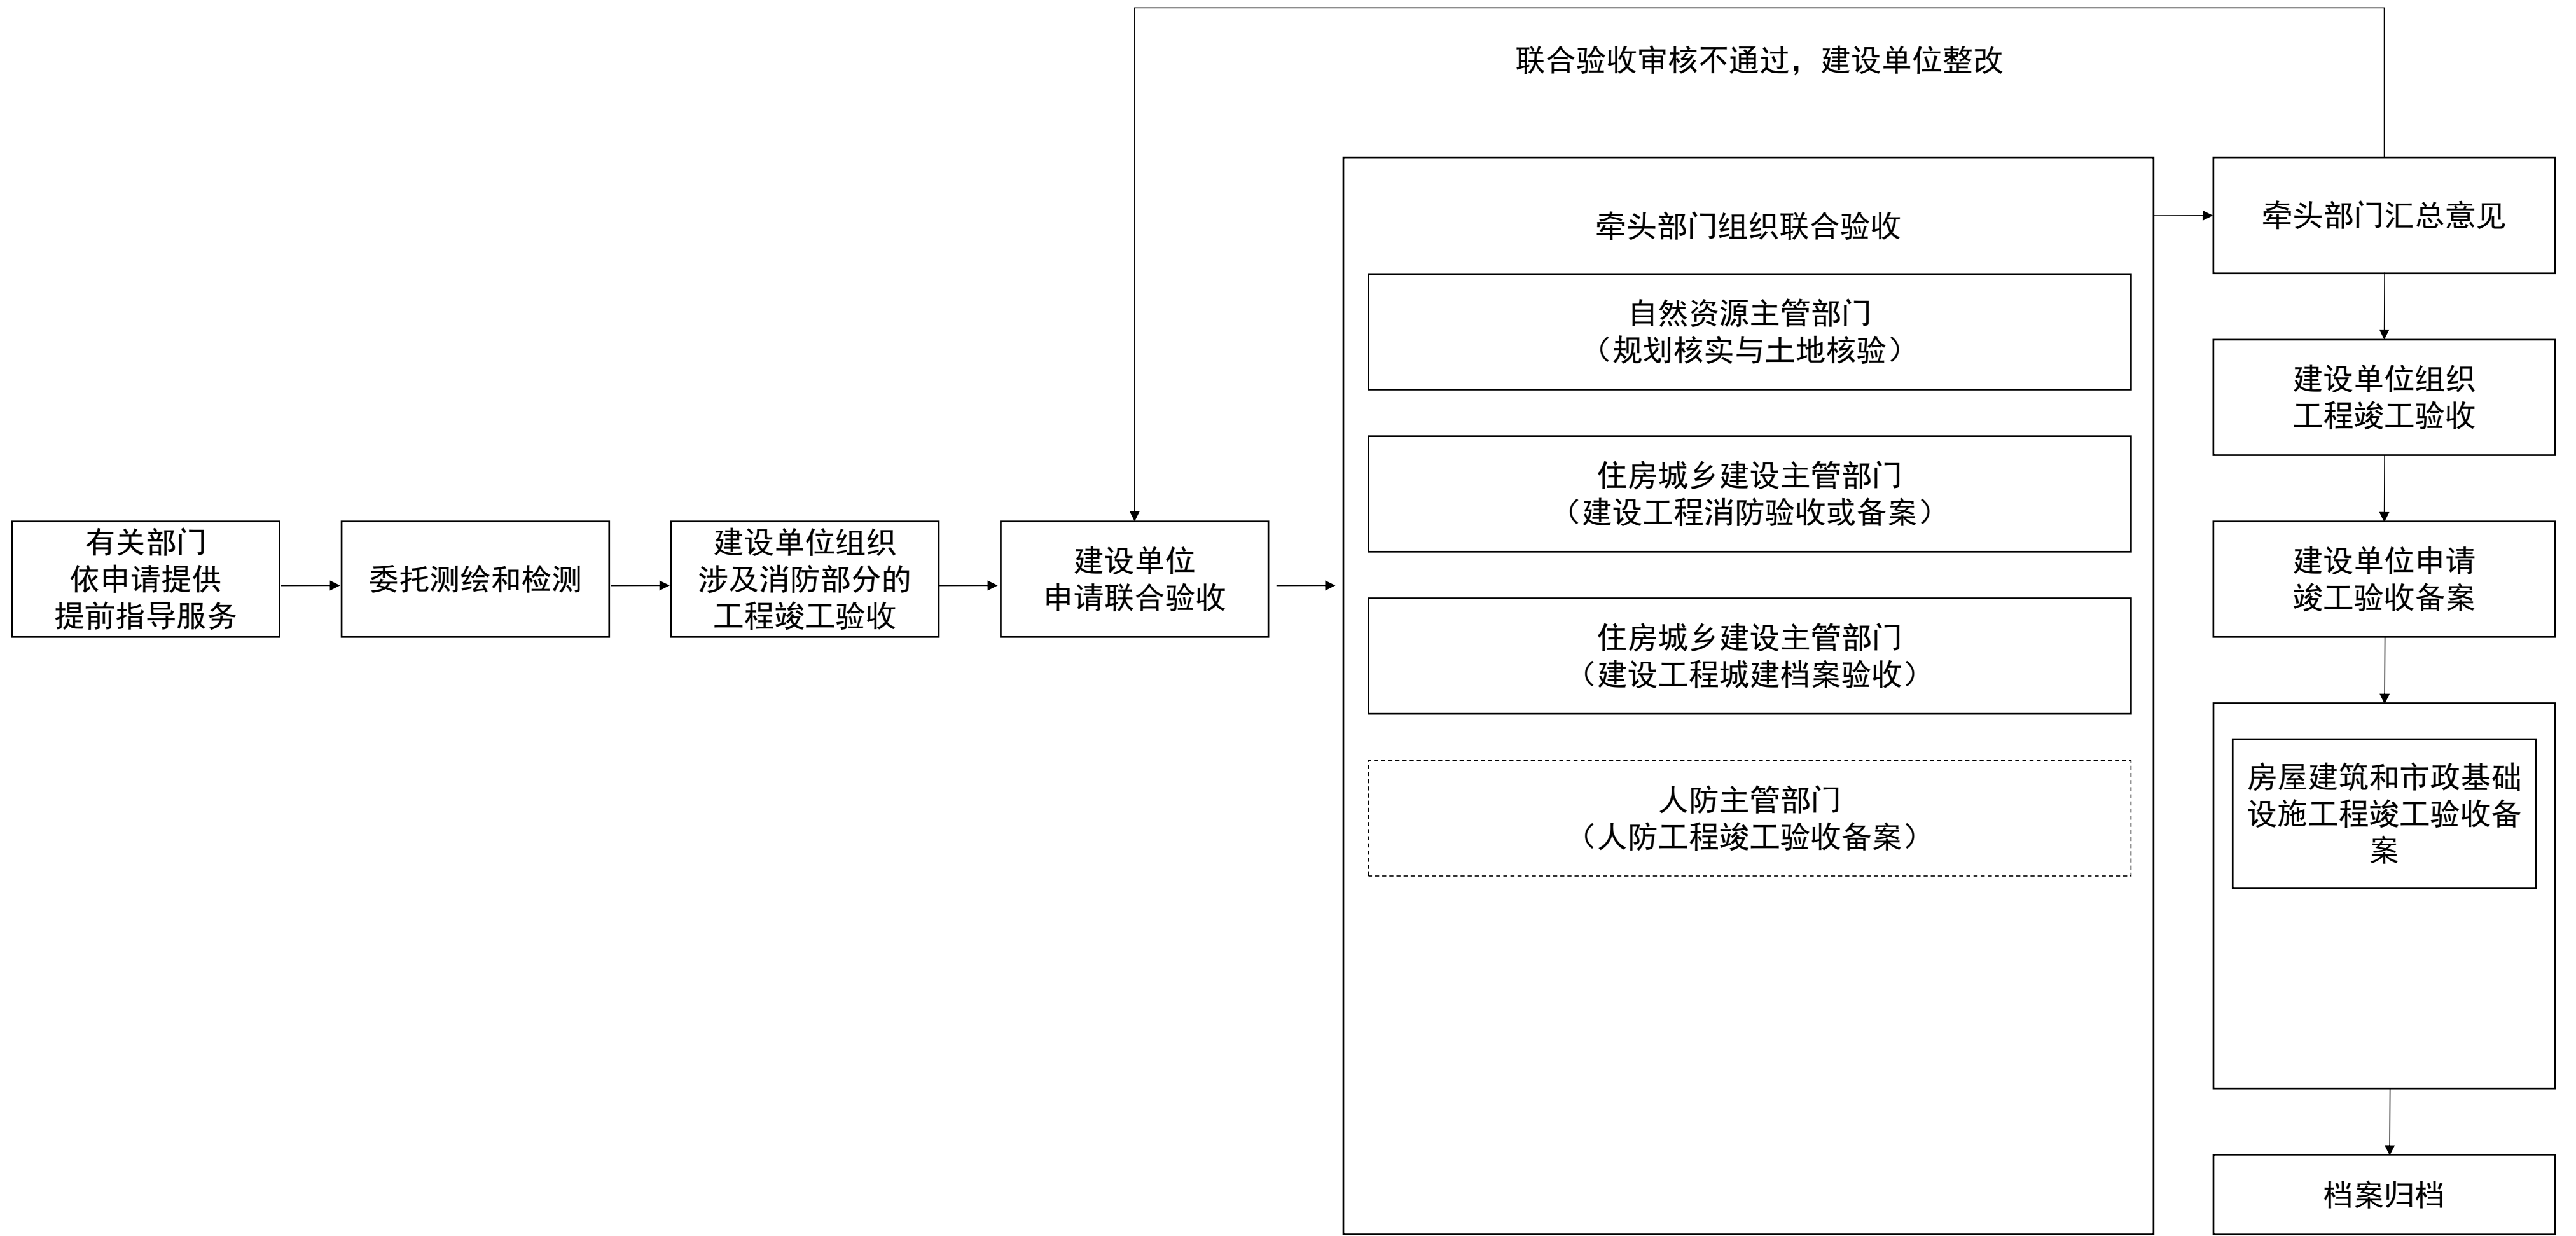 联合验收审核不通过，建设单位整改
有关部门
依申请提供
提前指导服务
委托测绘和检测
建设单位组织
涉及消防部分的
工程竣工验收
建设单位
申请联合验收
牵头部门组织联合验收
自然资源主管部门
（规划核实与土地核验）
住房城乡建设主管部门
（建设工程消防验收或备案）
住房城乡建设主管部门
（建设工程城建档案验收）
人防主管部门
（人防工程竣工验收备案）
牵头部门汇总意见
建设单位组织
工程竣工验收
建设单位申请
竣工验收备案
房屋建筑和市政基础
设施工程竣工验收备
案
档案归档